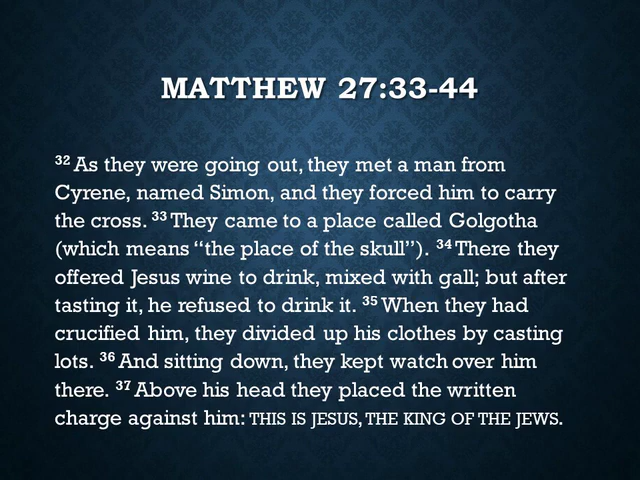 MATTHEW 27:33-44
³² As they were going out, they met a man from
Cyrene, named Simon, and they forced him to carry
the cross. ³³ They came to a place called Golgotha
(which means “the place of the skull”). ³⁴ There they
offered Jesus wine to drink, mixed with gall; but after
tasting it, he refused to drink it. ³⁵ When they had
crucified him, they divided up his clothes by casting
lots. ³⁶ And sitting down, they kept watch over him
there. ³⁷ Above his head they placed the written
charge against him: THIS IS JESUS, THE KING OF THE JEWS.